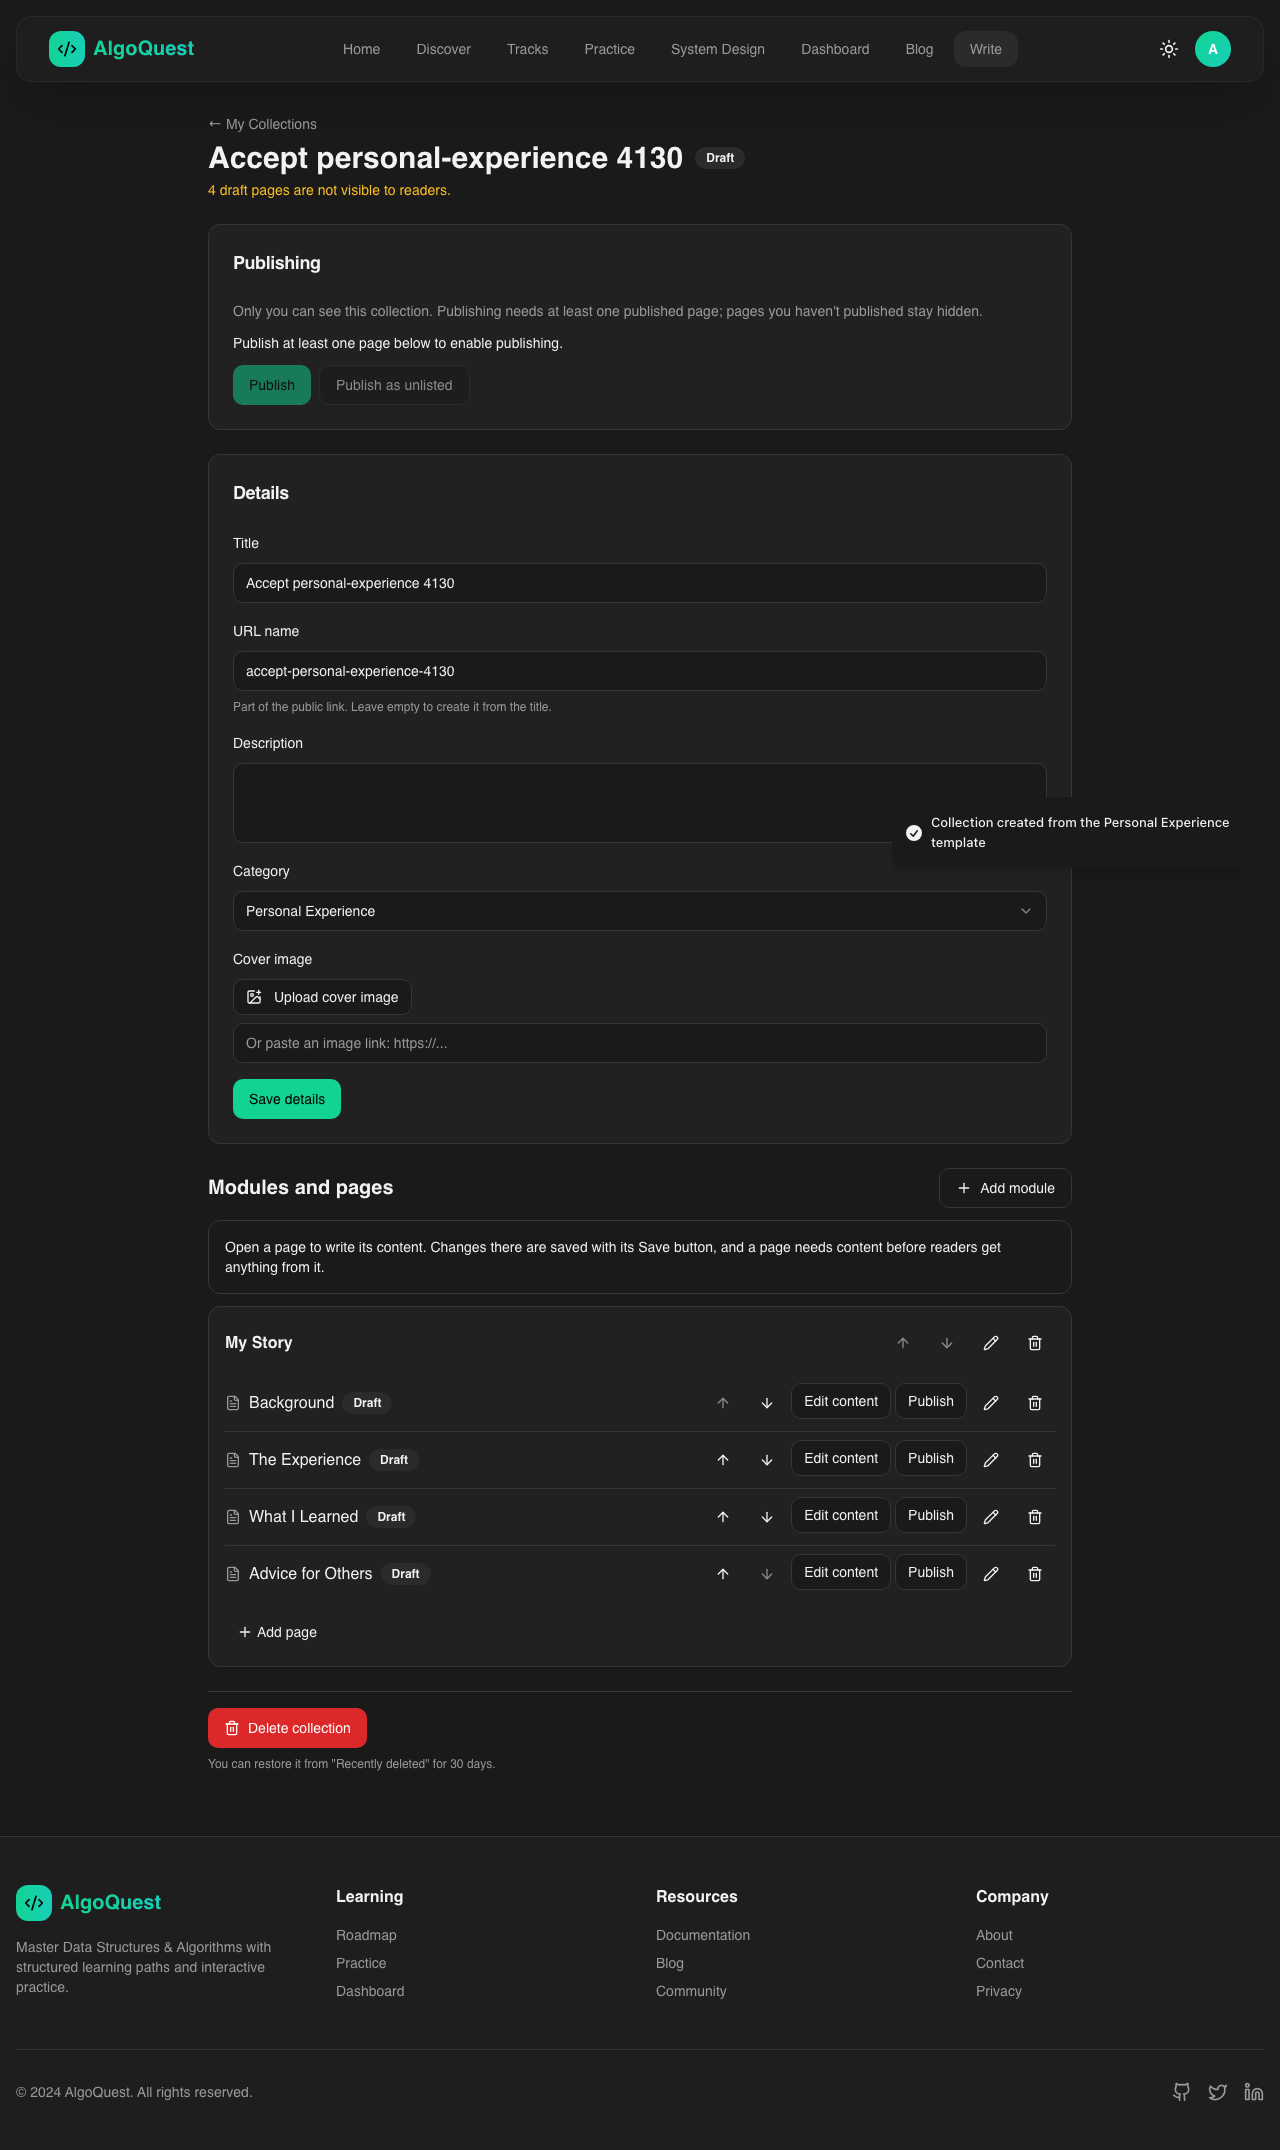 AlgoQuest
Home
Discover
Tracks
Practice
System Design
Dashboard
Blog
Write
A
← My Collections
Accept personal-experience 4130
Draft
4 draft pages are not visible to readers.
Publishing
Only you can see this collection. Publishing needs at least one published page; pages you haven't published stay hidden.
Publish at least one page below to enable publishing.
Publish
Publish as unlisted
Details
Title
Accept personal-experience 4130
URL name
accept-personal-experience-4130
Part of the public link. Leave empty to create it from the title.
Description
Collection created from the Personal Experience
template
Category
Personal Experience
Cover image
Upload cover image
Or paste an image link: https://...
Save details
Modules and pages
Add module
Open a page to write its content. Changes there are saved with its Save button, and a page needs content before readers get
anything from it.
My Story
Background
Draft
Edit content
Publish
The Experience
Draft
Edit content
Publish
What I Learned
Draft
Edit content
Publish
Advice for Others
Draft
Edit content
Publish
Add page
Delete collection
You can restore it from "Recently deleted" for 30 days.
AlgoQuest
Master Data Structures & Algorithms with
structured learning paths and interactive
practice.
Learning
Roadmap
Practice
Dashboard
Resources
Documentation
Blog
Community
Company
About
Contact
Privacy
© 2024 AlgoQuest. All rights reserved.